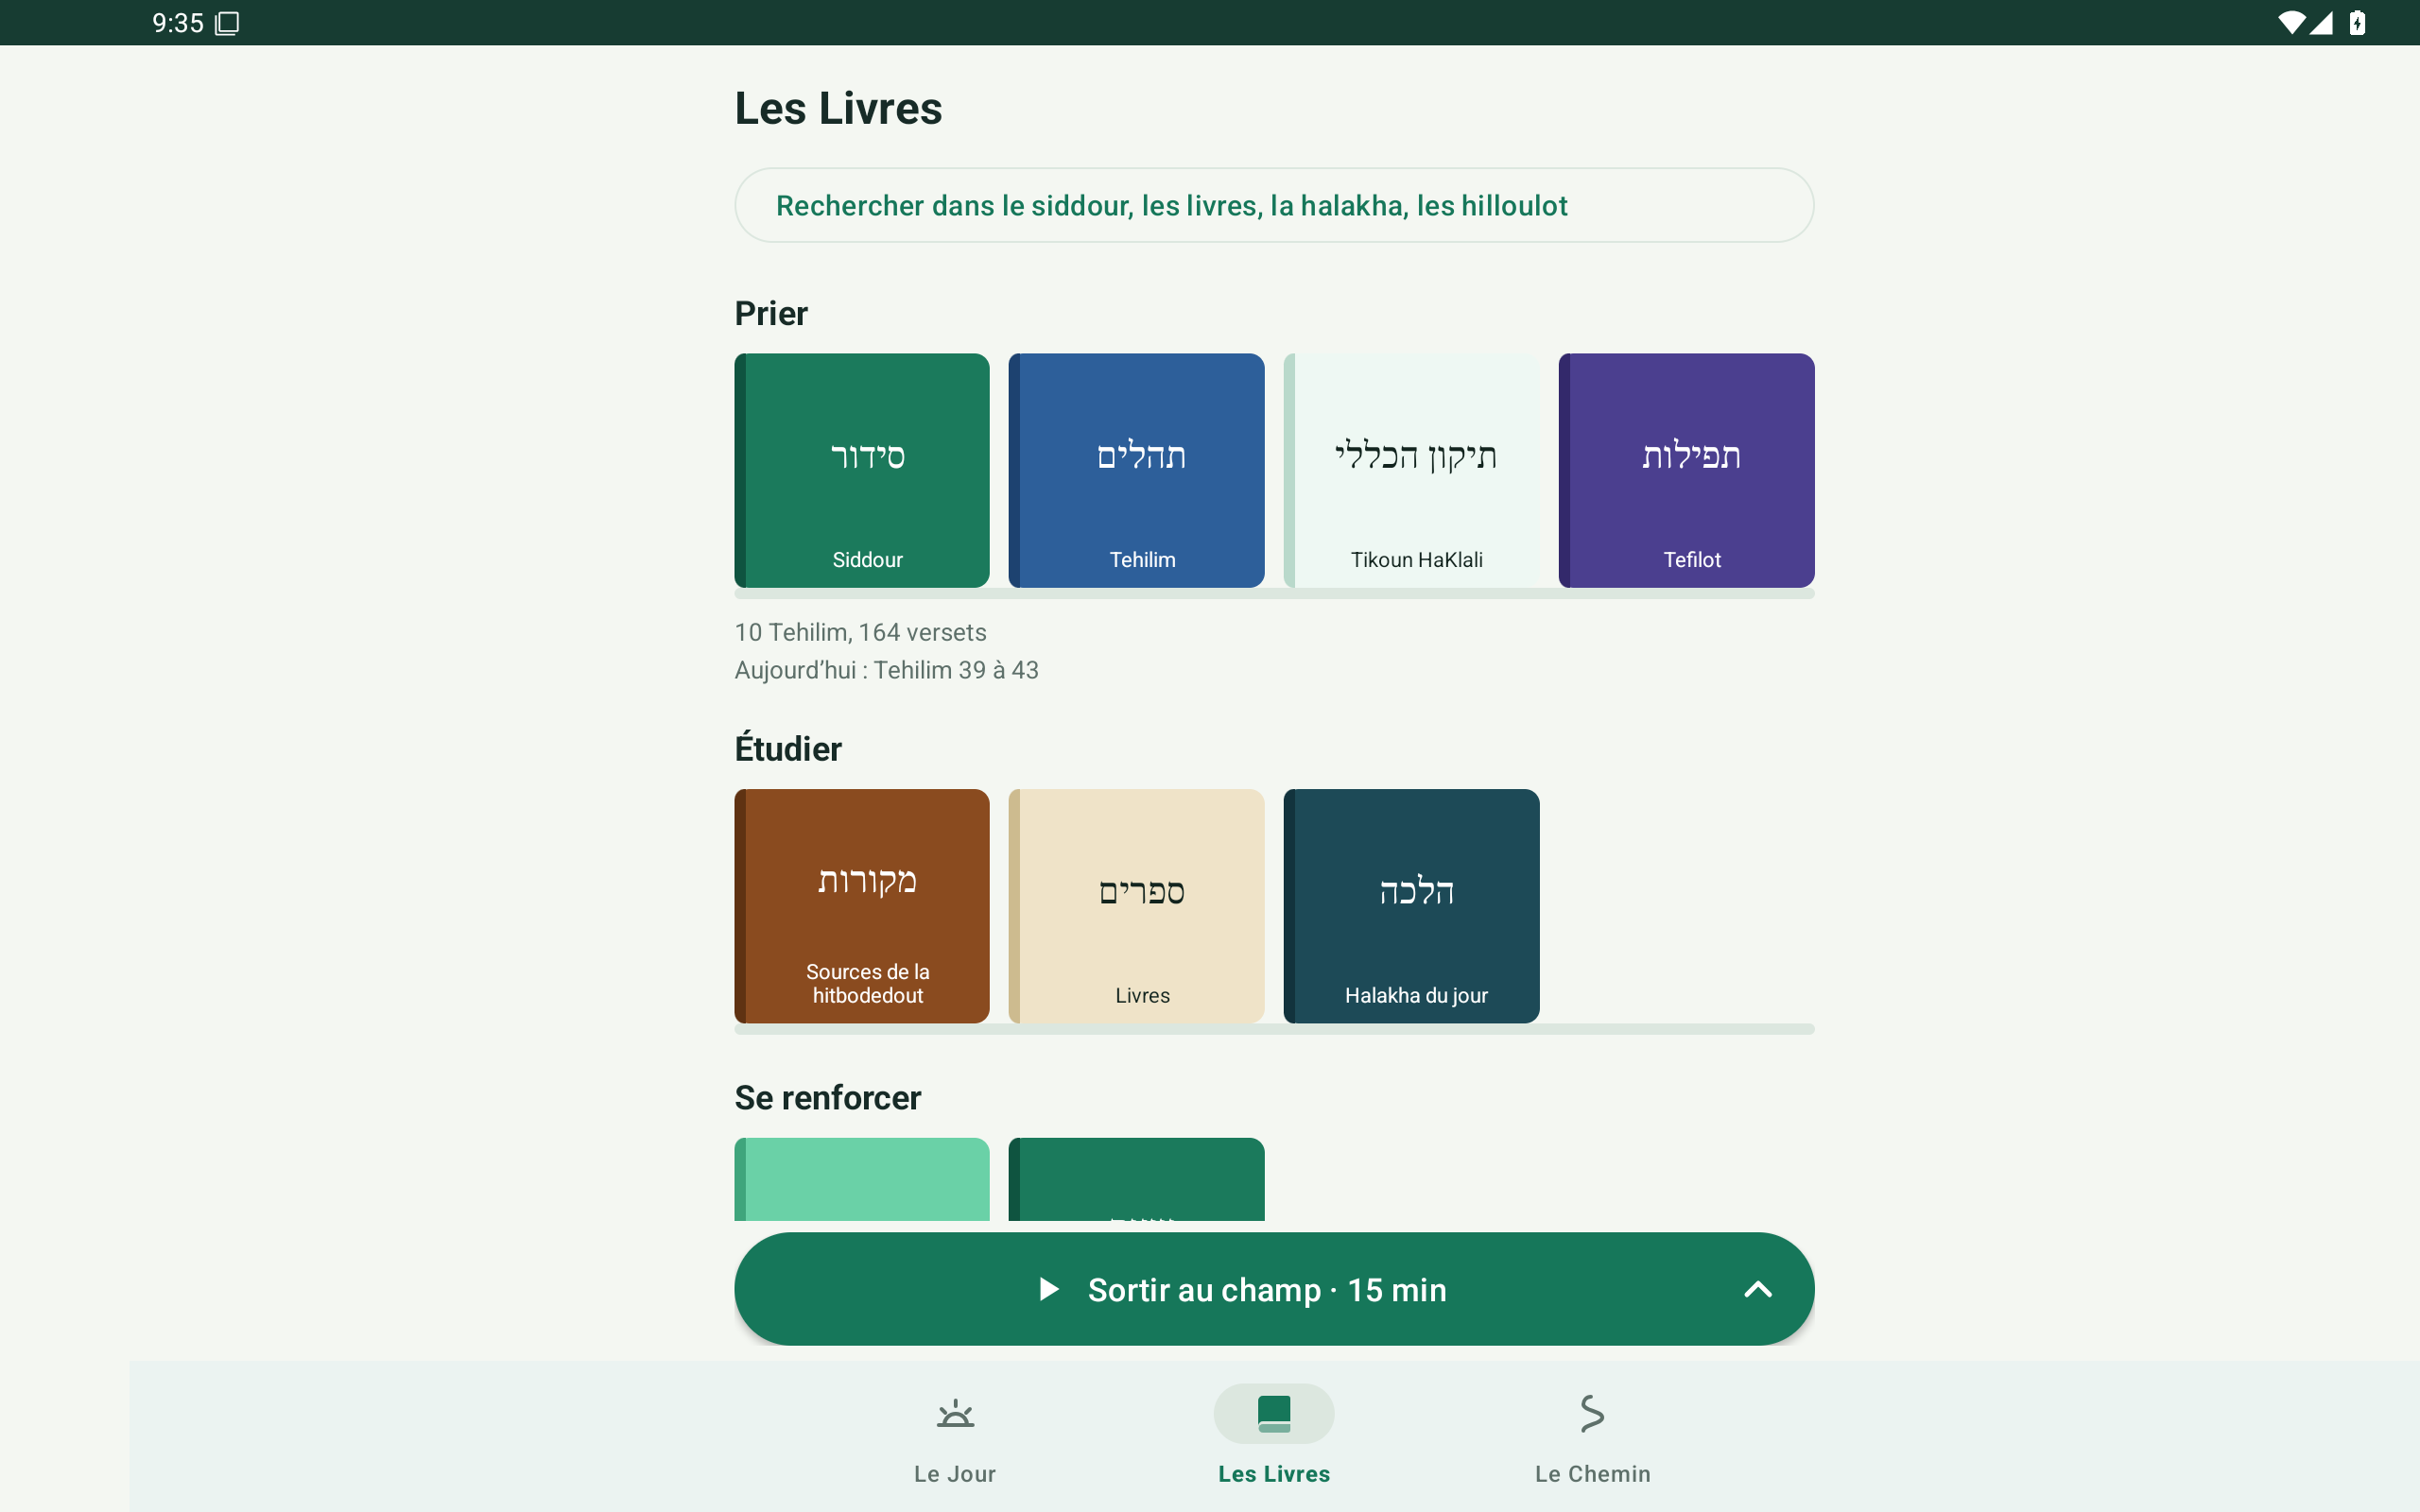 9:35
Les Livres
Rechercher dans le siddour, les livres, la halakha, les hilloulot
Prier
סידור
תהלים
תיקון הכללי
תפילות
Siddour
Tehilim
Tikoun HaKlali
Tefilot
10 Tehilim, 164 versets
Aujourd’hui : Tehilim 39 à 43
Étudier
מקורות
ספרים
הלכה
Sources de la
hitbodedout
Livres
Halakha du jour
Se renforcer
Sortir au champ · 15 min
Le Jour
Les Livres
Le Chemin